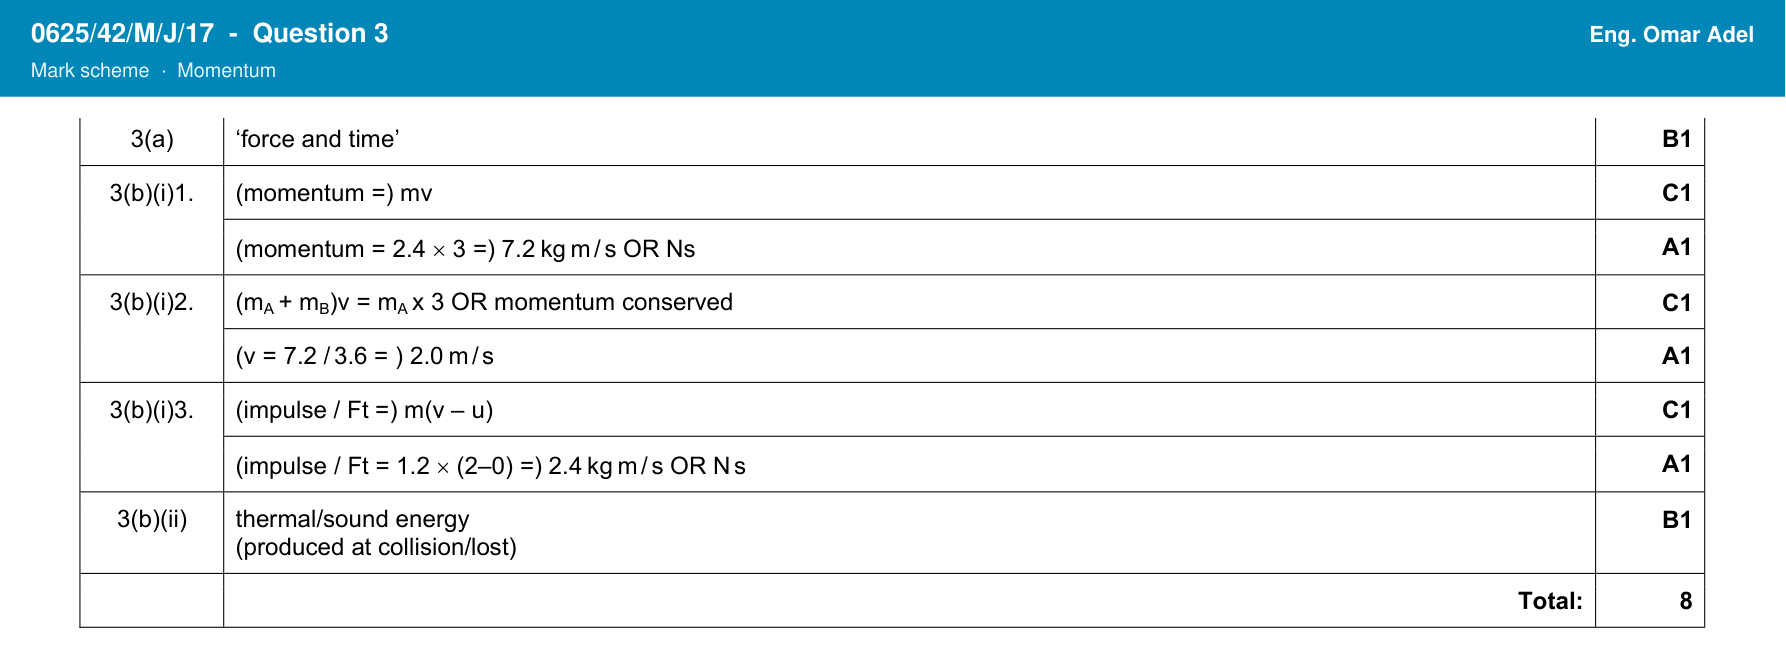 0625/42/M/J/17 - Question 3
Eng. Omar Adel
Mark scheme · Momentum
3(a) ‘force and time’ B1
3(b)(i)1. (momentum =) mv C1
(momentum = 2.4 × 3 =) 7.2 kg m / s OR Ns A1
3(b)(i)2. (mA + mB)v = mA x 3 OR momentum conserved C1
(v = 7.2 / 3.6 = ) 2.0 m / s A1
3(b)(i)3. (impulse / Ft =) m(v – u) C1
(impulse / Ft = 1.2 × (2–0) =) 2.4 kg m / s OR N s A1
3(b)(ii) thermal/sound energy B1
(produced at collision/lost)
Total: 8